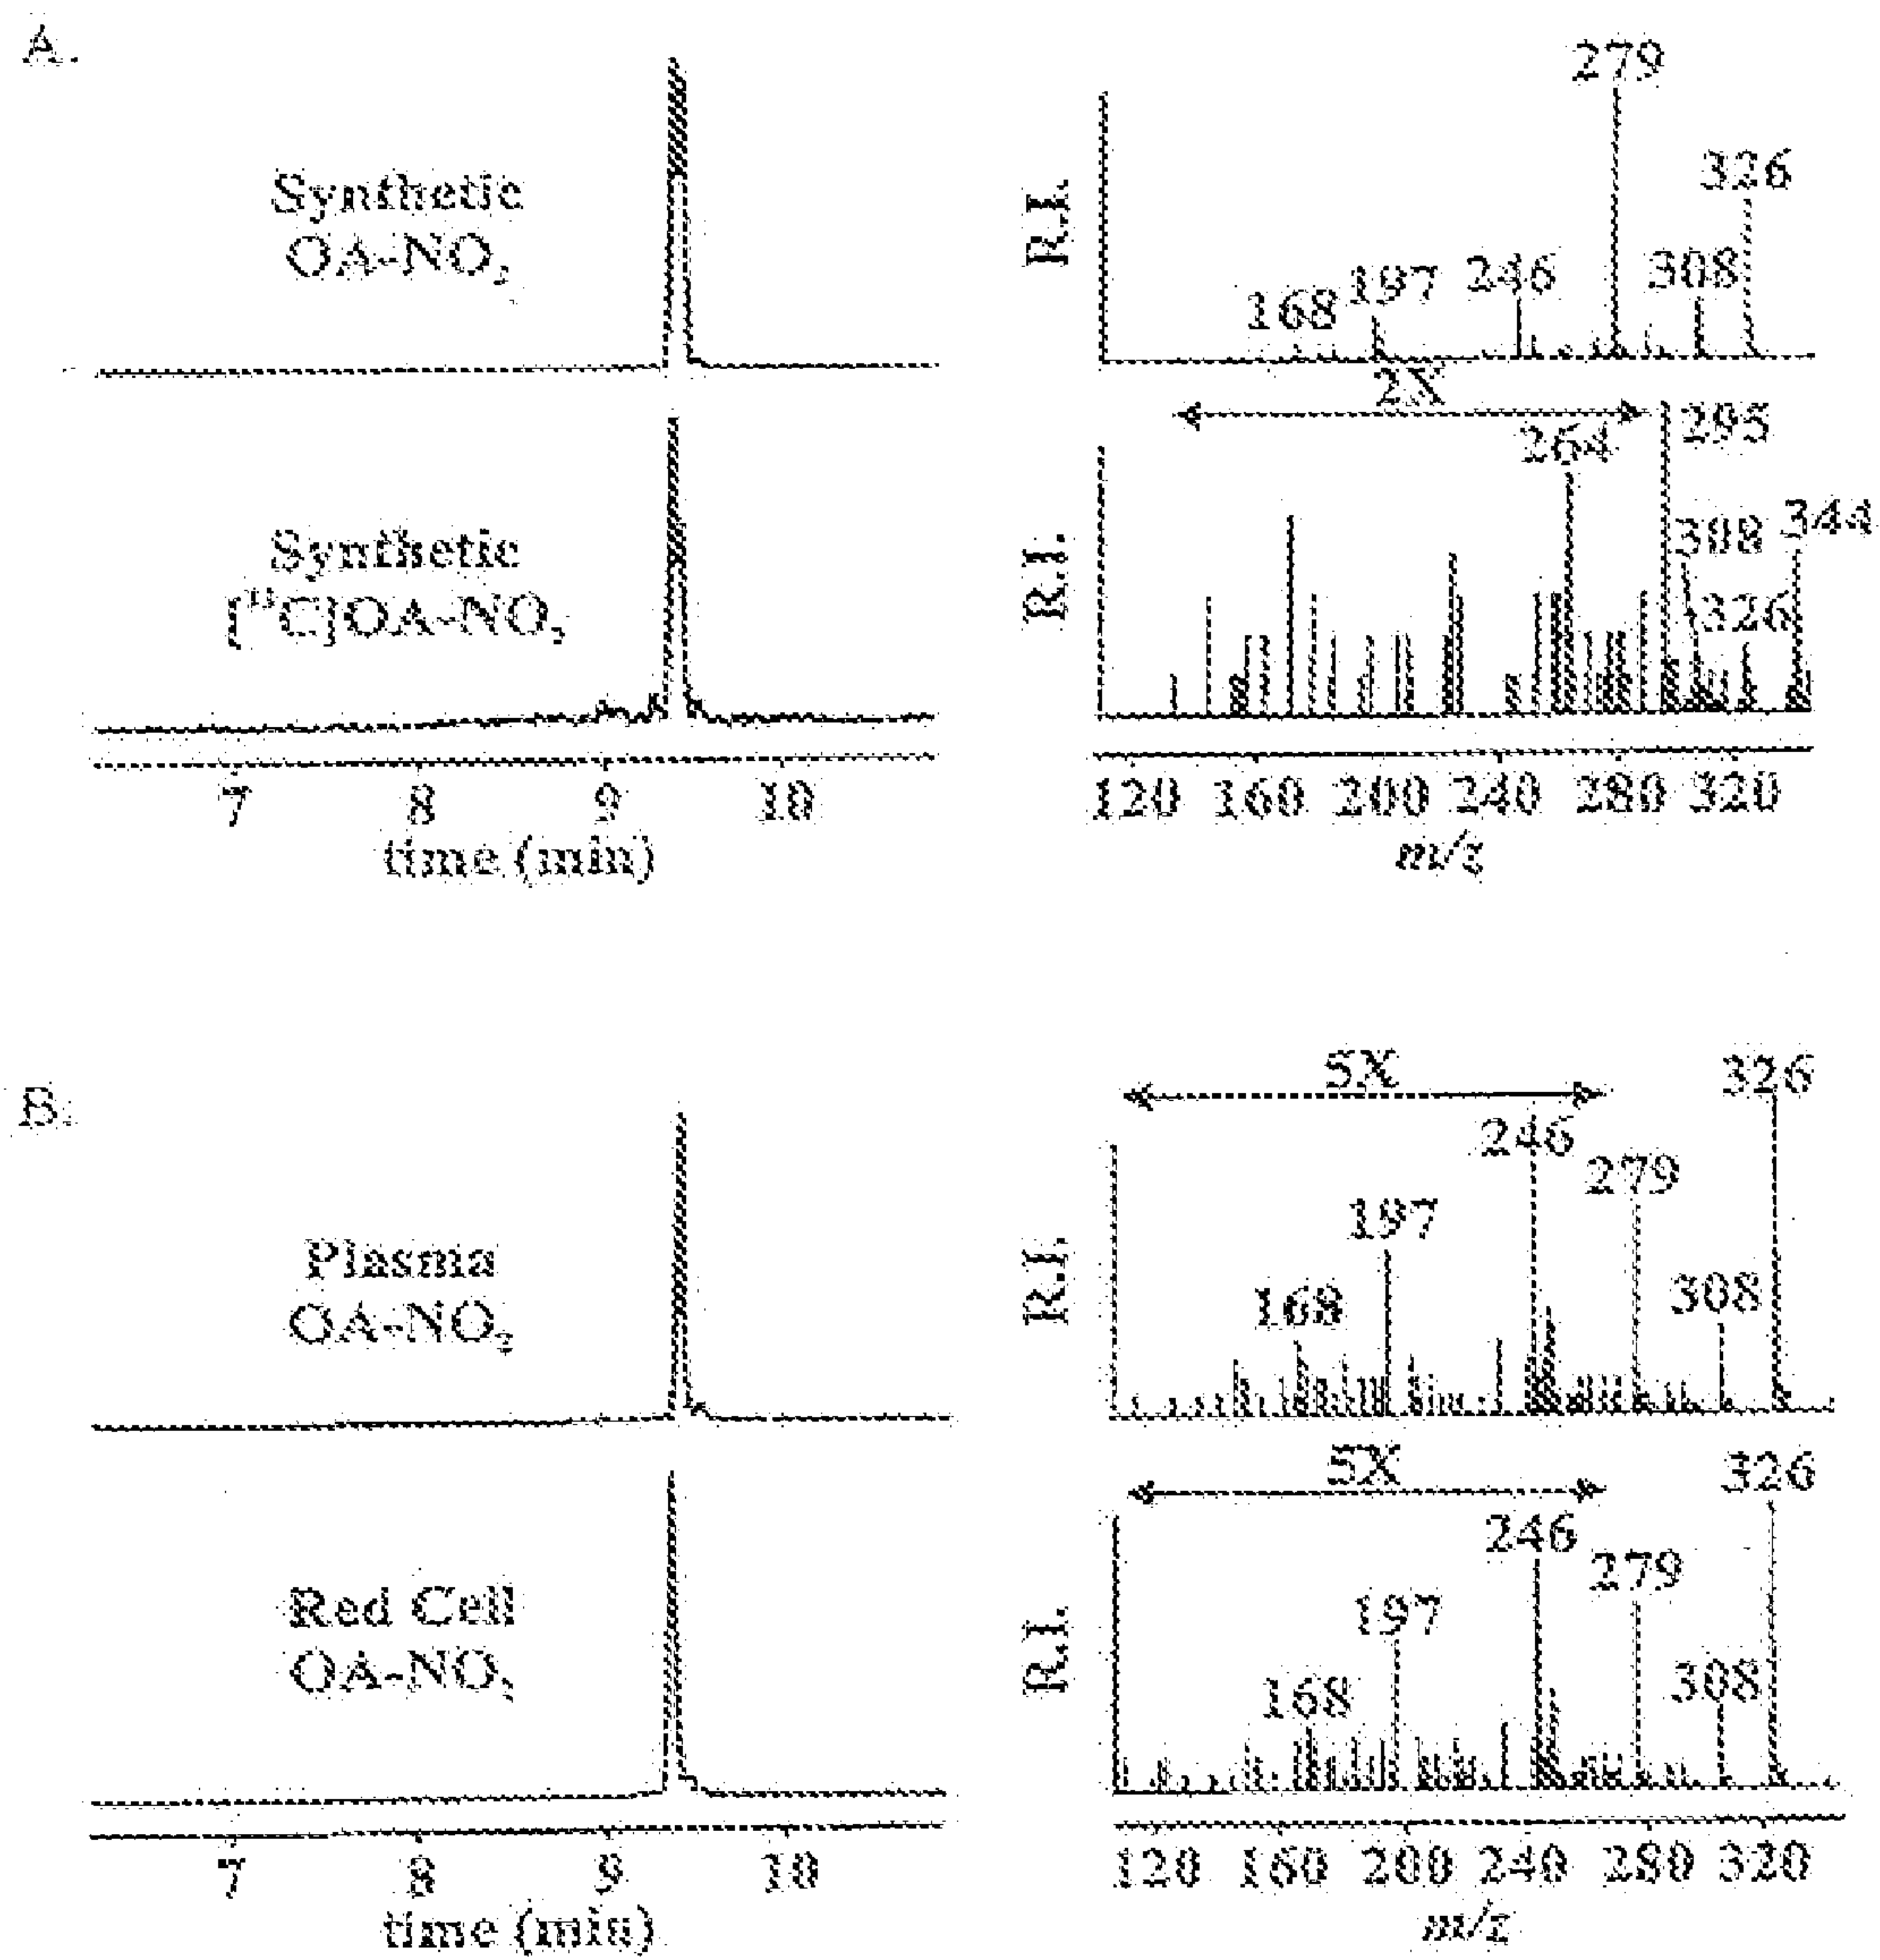 A.
Synthetic
OA-NO₂
R.I.
168 197 246 279 308 326
2X
Synthetic
[¹³C]OA-NO₂
R.I.
264 295 308 326 344
7 8 9 10
time (min)
120 160 200 240 280 320
m/z
B.
Plasma
OA-NO₂
R.I.
5X
168 197 246 279 308 326
Red Cell
OA-NO₂
R.I.
5X
168 197 246 279 308 326
7 8 9 10
time (min)
120 160 200 240 280 320
m/z